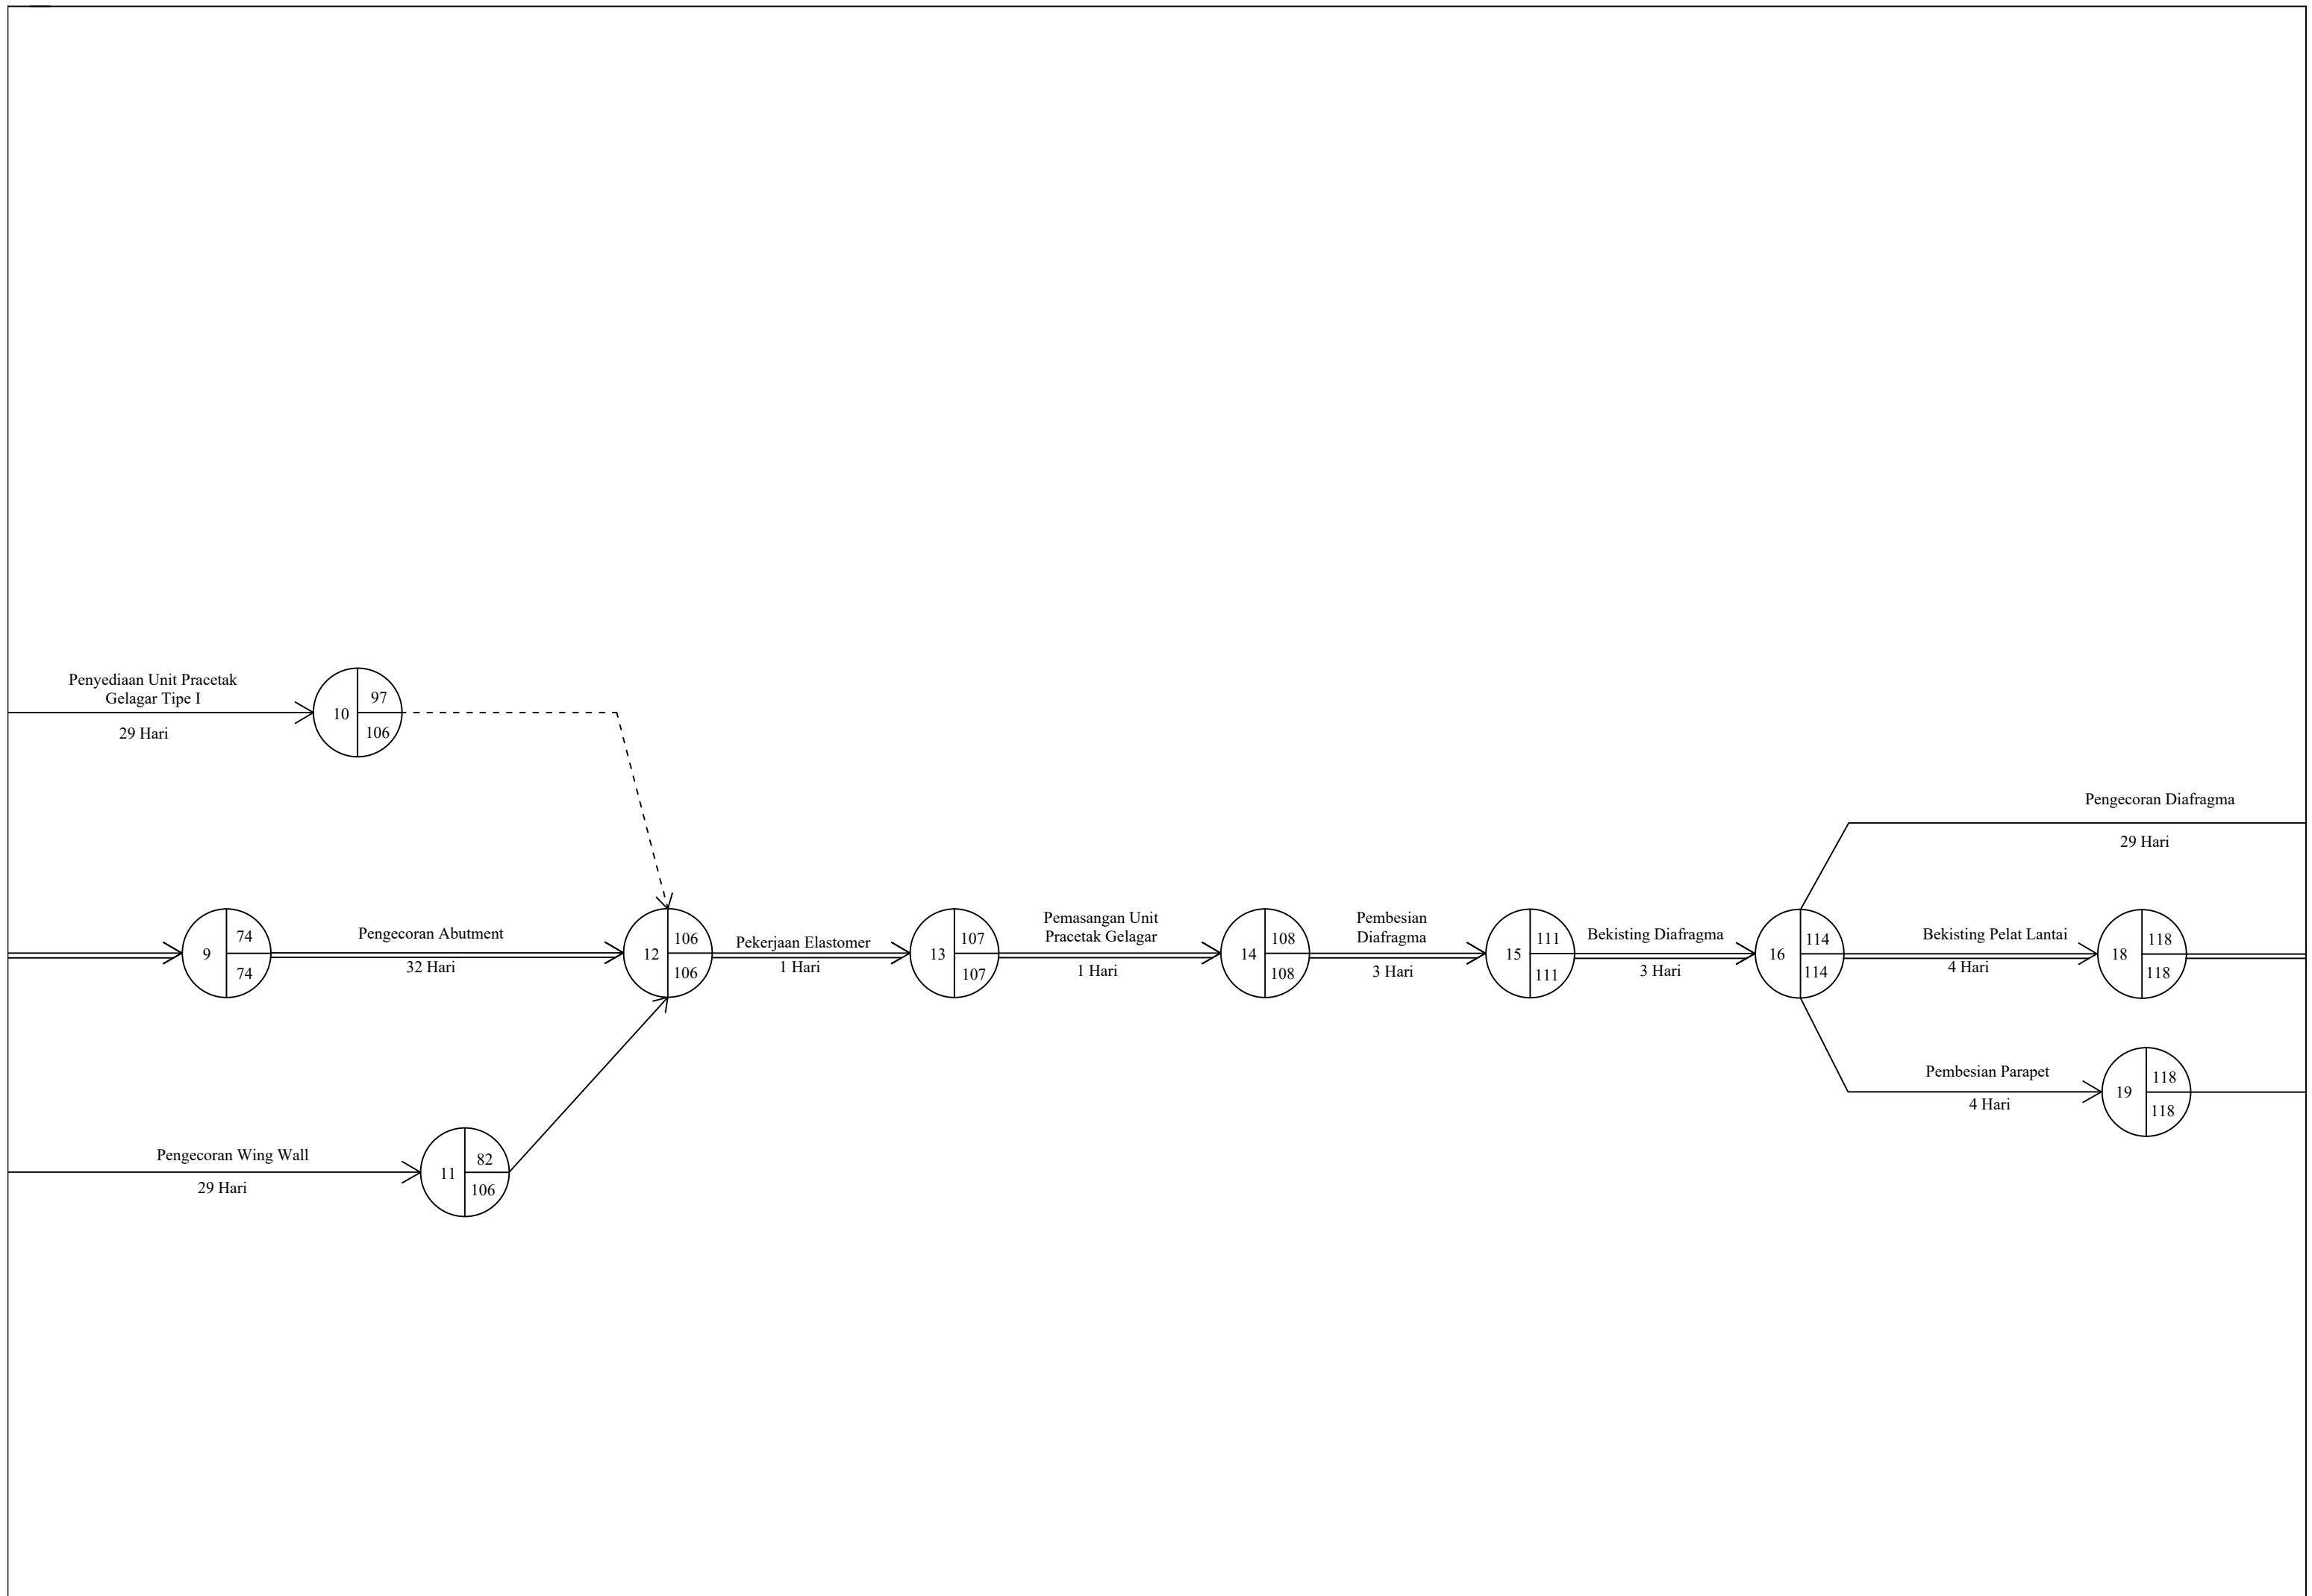 Penyediaan Unit Pracetak
Gelagar Tipe I
29 Hari
10
97
106
Pengecoran Diafragma
29 Hari
9
74
74
Pengecoran Abutment
32 Hari
12
106
106
Pekerjaan Elastomer
1 Hari
13
107
107
Pemasangan Unit
Pracetak Gelagar
1 Hari
14
108
108
Pembesian
Diafragma
3 Hari
15
111
111
Bekisting Diafragma
3 Hari
16
114
114
Bekisting Pelat Lantai
4 Hari
18
118
118
Pembesian Parapet
4 Hari
19
118
118
Pengecoran Wing Wall
29 Hari
11
82
106